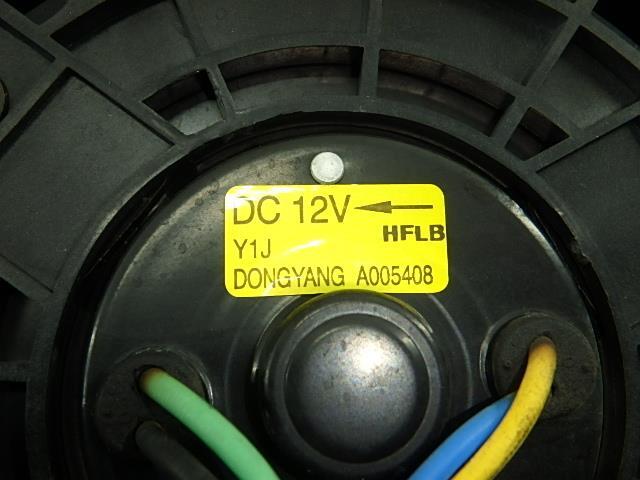 DC 12V
HFLB
Y1J
DONGYANG A005408